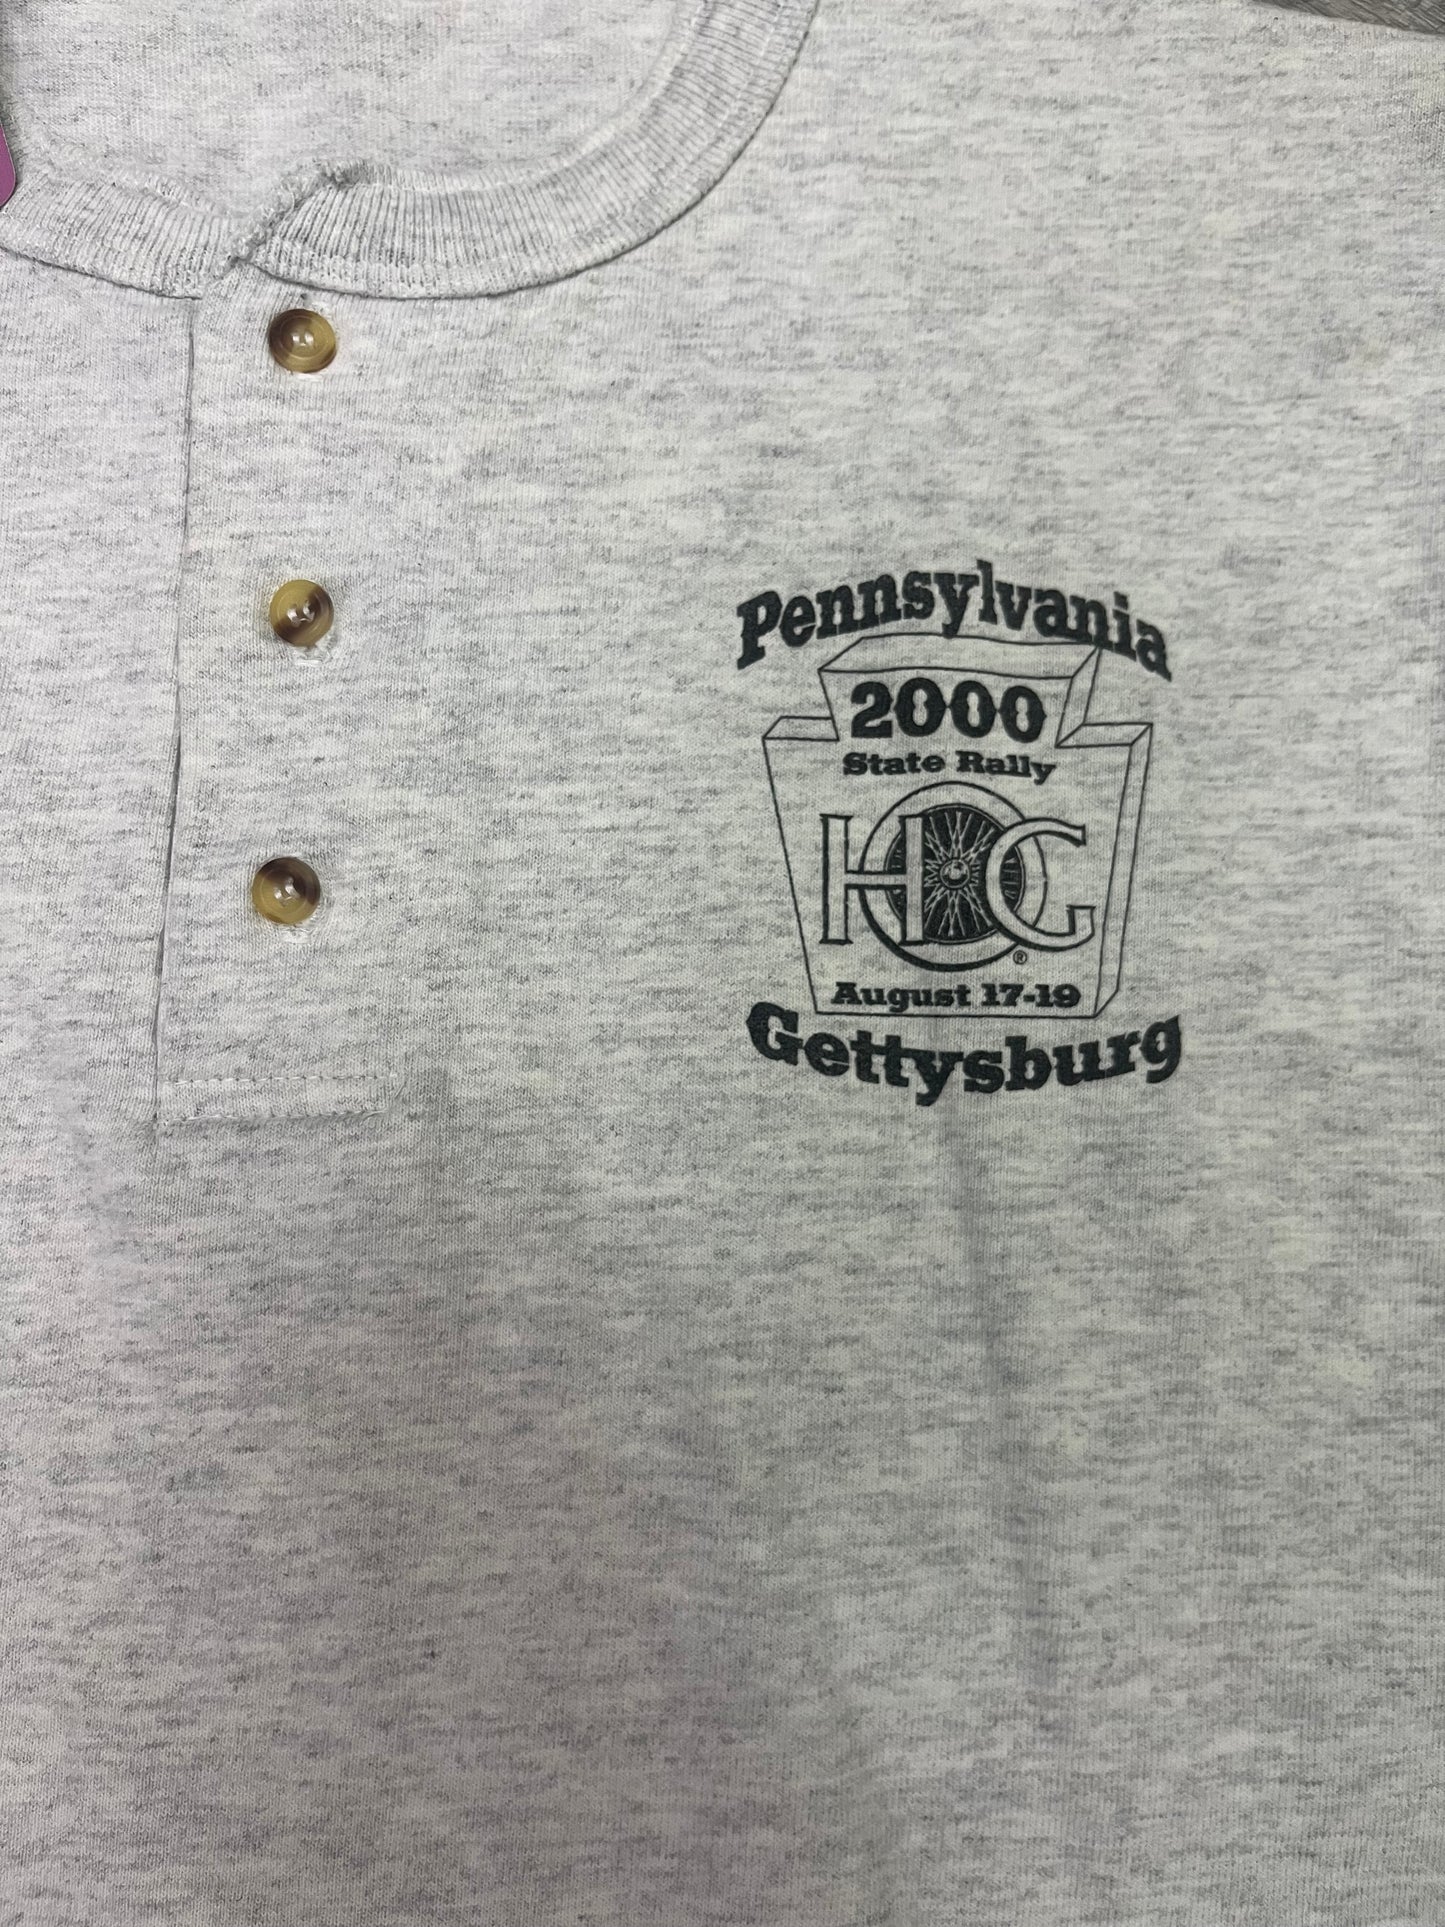 Pennsylvania
2000
State Rally
HOG
®
August 17-19
Gettysburg